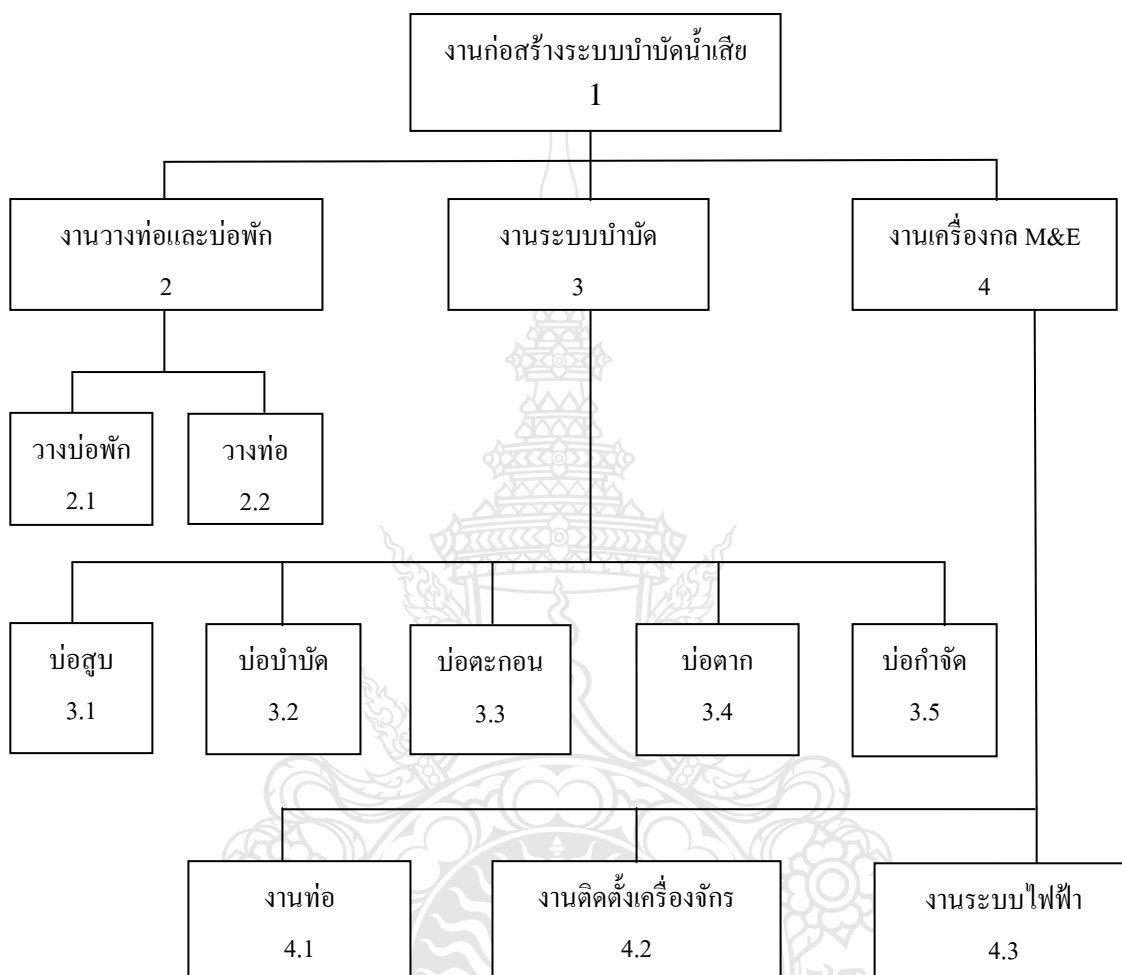 งานก่อสร้างระบบบำบัดน้ำเสีย
1
งานวางท่อและบ่อพัก
2
งานระบบบำบัด
3
งานเครื่องกล M&E
4
วางบ่อพัก
2.1
วางท่อ
2.2
บ่อสูบ
3.1
บ่อบำบัด
3.2
บ่อตะกอน
3.3
บ่อตาก
3.4
บ่อกำจัด
3.5
งานท่อ
4.1
งานติดตั้งเครื่องจักร
4.2
งานระบบไฟฟ้า
4.3